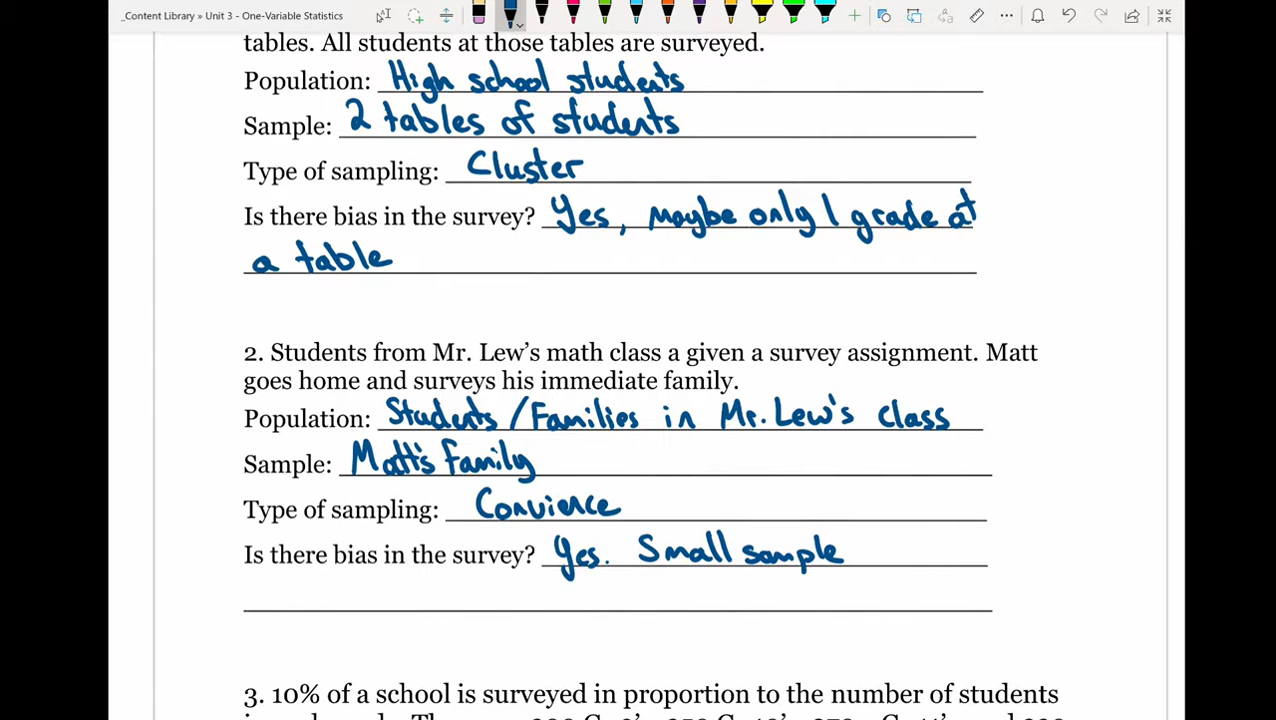 _Content Library » Unit 3 - One-Variable Statistics
tables. All students at those tables are surveyed.
Population: High school students
Sample: 2 tables of students
Type of sampling: Cluster
Is there bias in the survey? Yes, maybe only 1 grade at
a table
2. Students from Mr. Lew's math class a given a survey assignment. Matt
goes home and surveys his immediate family.
Population: Students/Families in Mr. Lew's class
Sample: Matt's family
Type of sampling: Convience
Is there bias in the survey? Yes. Small sample
3. 10% of a school is surveyed in proportion to the number of students